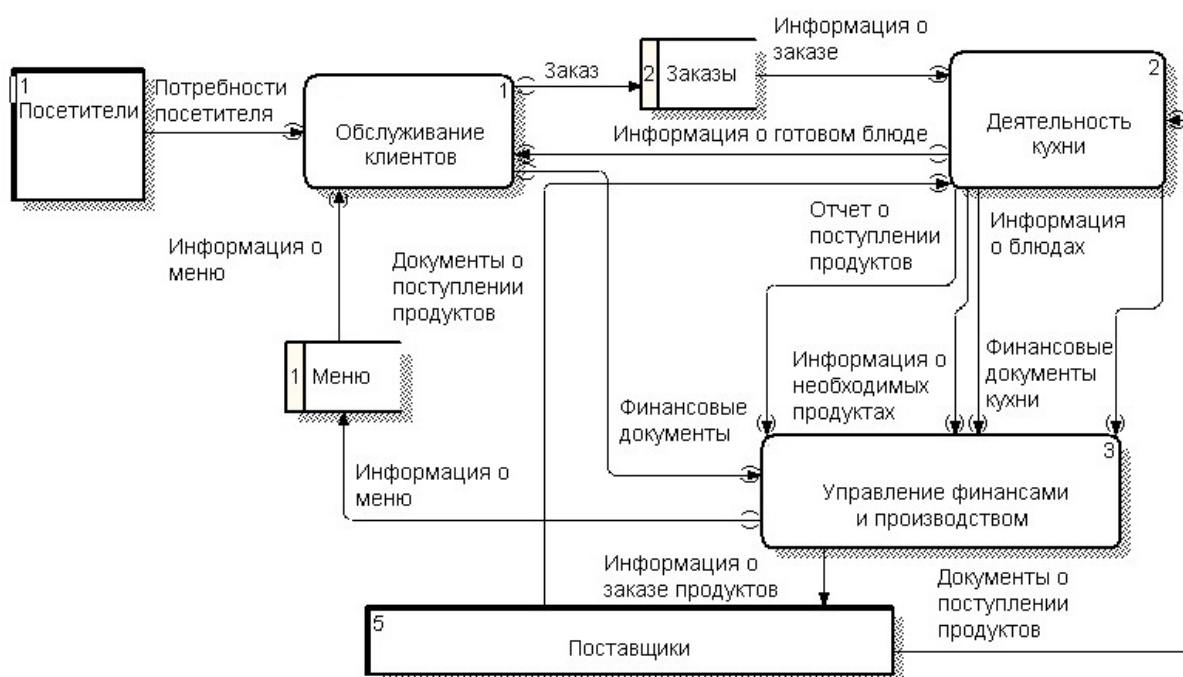 1
Посетители
Потребности
посетителя
1
Обслуживание
клиентов
Заказ
2
Заказы
Информация о
заказе
2
Деятельность
кухни
Информация о готовом блюде
Информация о
меню
Документы о
поступлении
продуктов
Отчет о
поступлении
продуктов
Информация
о блюдах
1
Меню
Финансовые
документы
Информация о
необходимых
продуктах
Финансовые
документы
кухни
Информация о
меню
3
Управление финансами
и производством
Информация о
заказе продуктов
Документы о
поступлении
продуктов
5
Поставщики